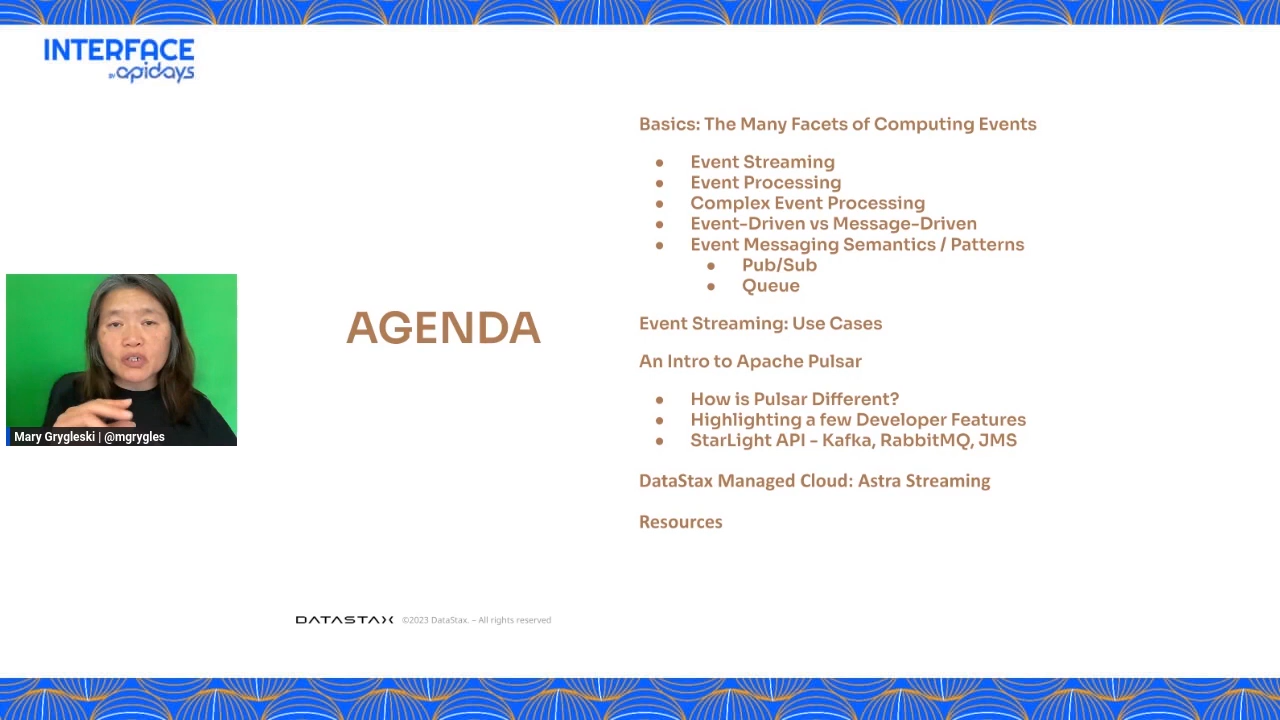 INTERFACE
BY apidays
Basics: The Many Facets of Computing Events
● Event Streaming
● Event Processing
● Complex Event Processing
● Event-Driven vs Message-Driven
● Event Messaging Semantics / Patterns
● Pub/Sub
● Queue
AGENDA
Event Streaming: Use Cases
An Intro to Apache Pulsar
● How is Pulsar Different?
● Highlighting a few Developer Features
● StarLight API - Kafka, RabbitMQ, JMS
DataStax Managed Cloud: Astra Streaming
Resources
Mary Grygleski | @mgrygles
DATASTAX ©2023 DataStax. – All rights reserved